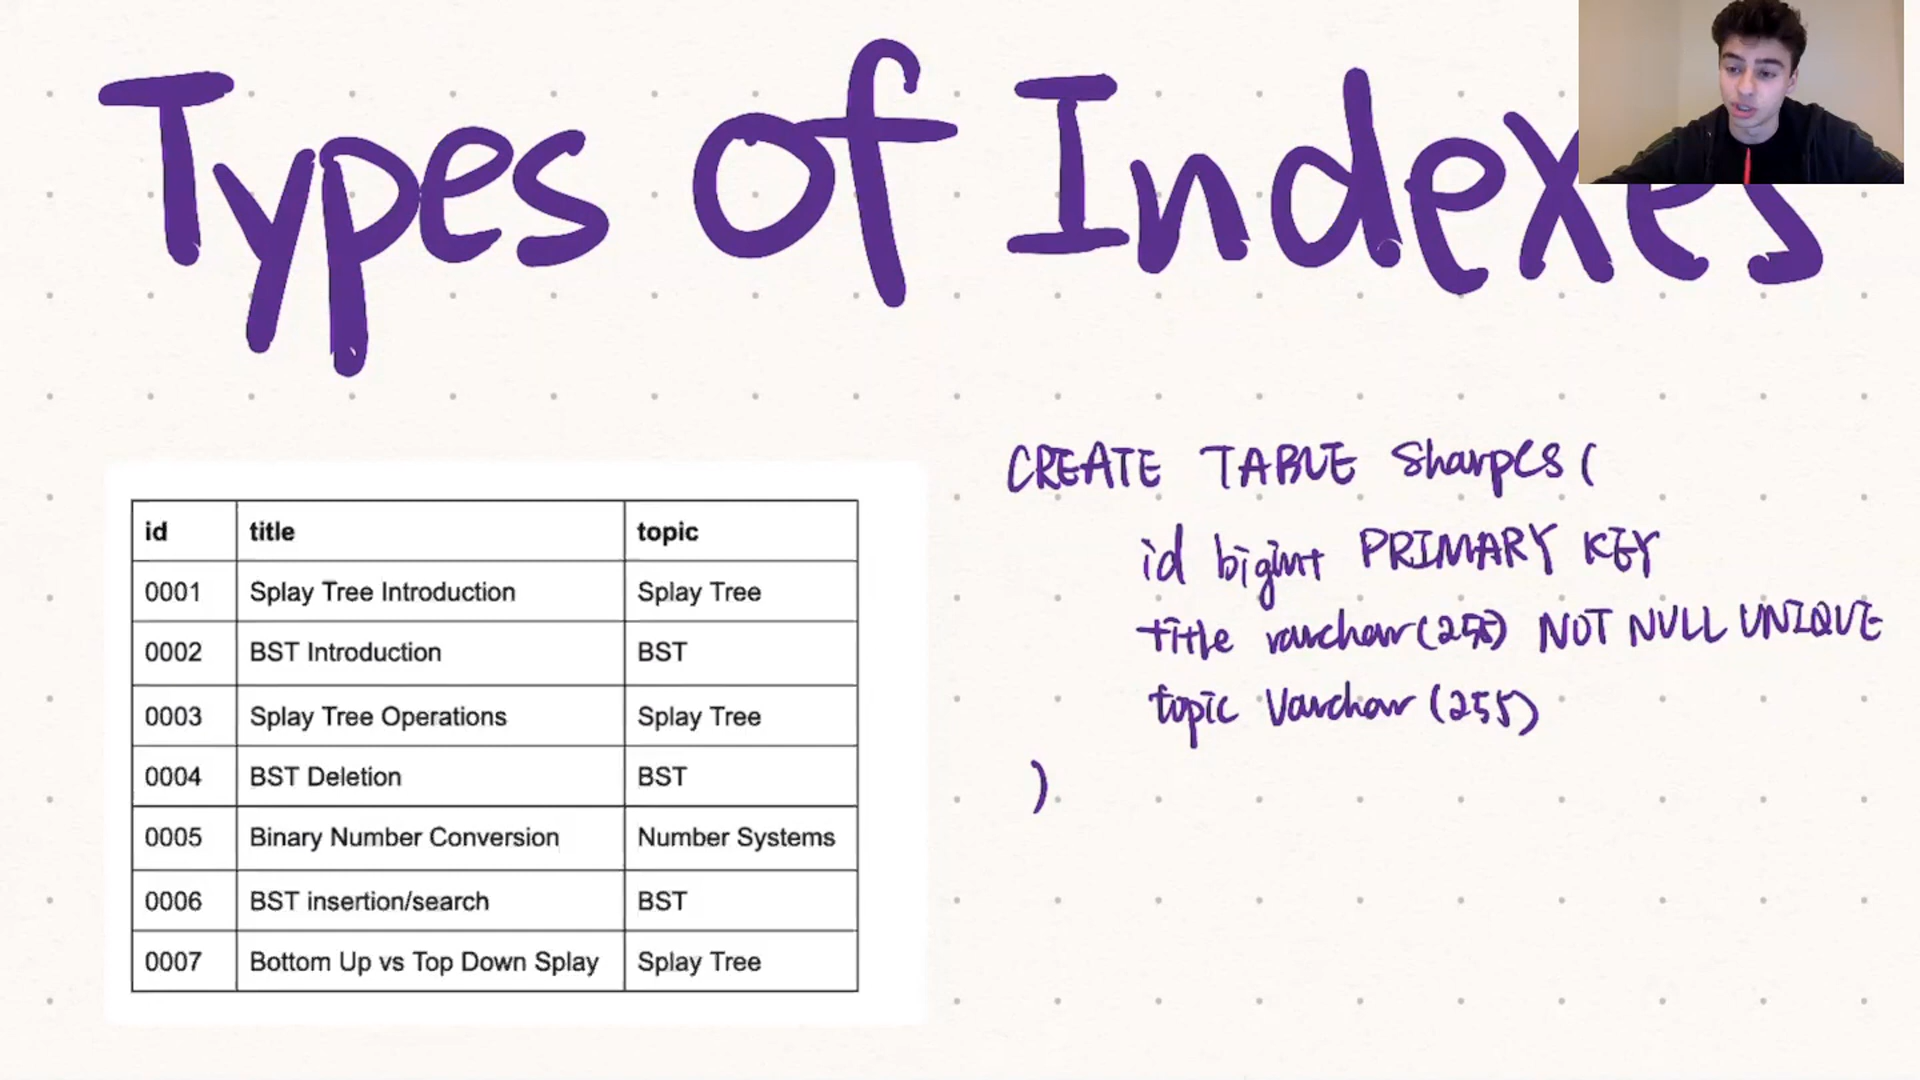 Types of Indexes
id title topic
0001 Splay Tree Introduction Splay Tree
0002 BST Introduction BST
0003 Splay Tree Operations Splay Tree
0004 BST Deletion BST
0005 Binary Number Conversion Number Systems
0006 BST insertion/search BST
0007 Bottom Up vs Top Down Splay Splay Tree
CREATE TABLE Sharpes (
id bigint PRIMARY KEY
title varchar(255) NOT NULL UNIQUE
topic Varchar (255)
)